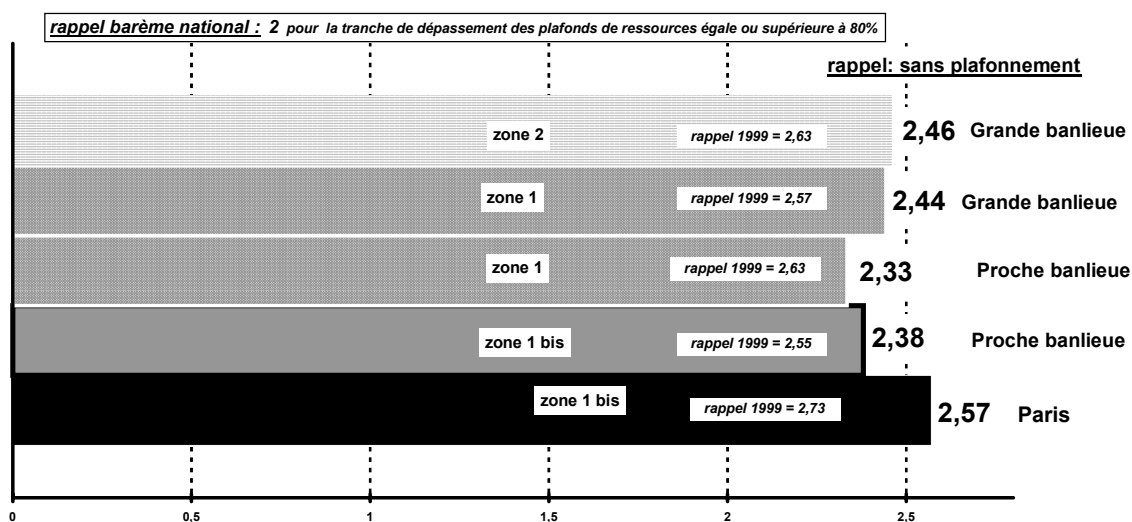 rappel barème national : 2 pour la tranche de dépassement des plafonds de ressources égale ou supérieure à 80%
rappel: sans plafonnement
zone 2 rappel 1999 = 2,63 2,46 Grande banlieue
zone 1 rappel 1999 = 2,57 2,44 Grande banlieue
zone 1 rappel 1999 = 2,63 2,33 Proche banlieue
zone 1 bis rappel 1999 = 2,55 2,38 Proche banlieue
zone 1 bis rappel 1999 = 2,73 2,57 Paris
0 0,5 1 1,5 2 2,5